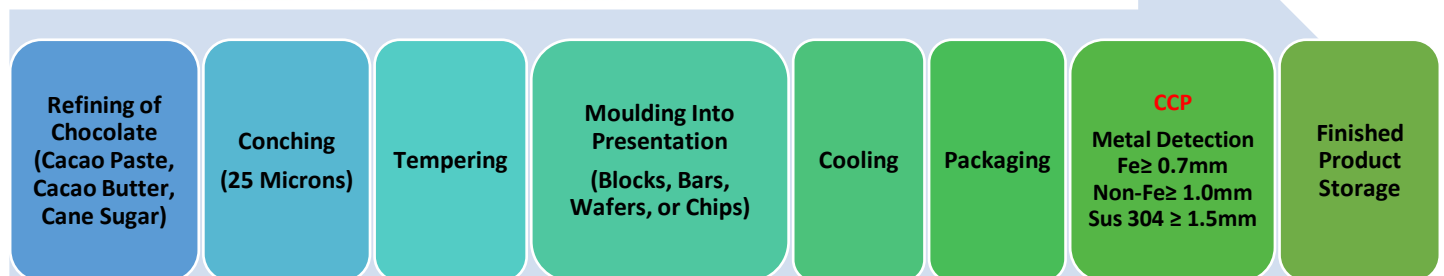 Refining of
Chocolate
(Cacao Paste,
Cacao Butter,
Cane Sugar)
Conching
(25 Microns)
Tempering
Moulding Into
Presentation
(Blocks, Bars,
Wafers, or Chips)
Cooling
Packaging
CCP
Metal Detection
Fe≥ 0.7mm
Non-Fe≥ 1.0mm
Sus 304 ≥ 1.5mm
Finished
Product
Storage